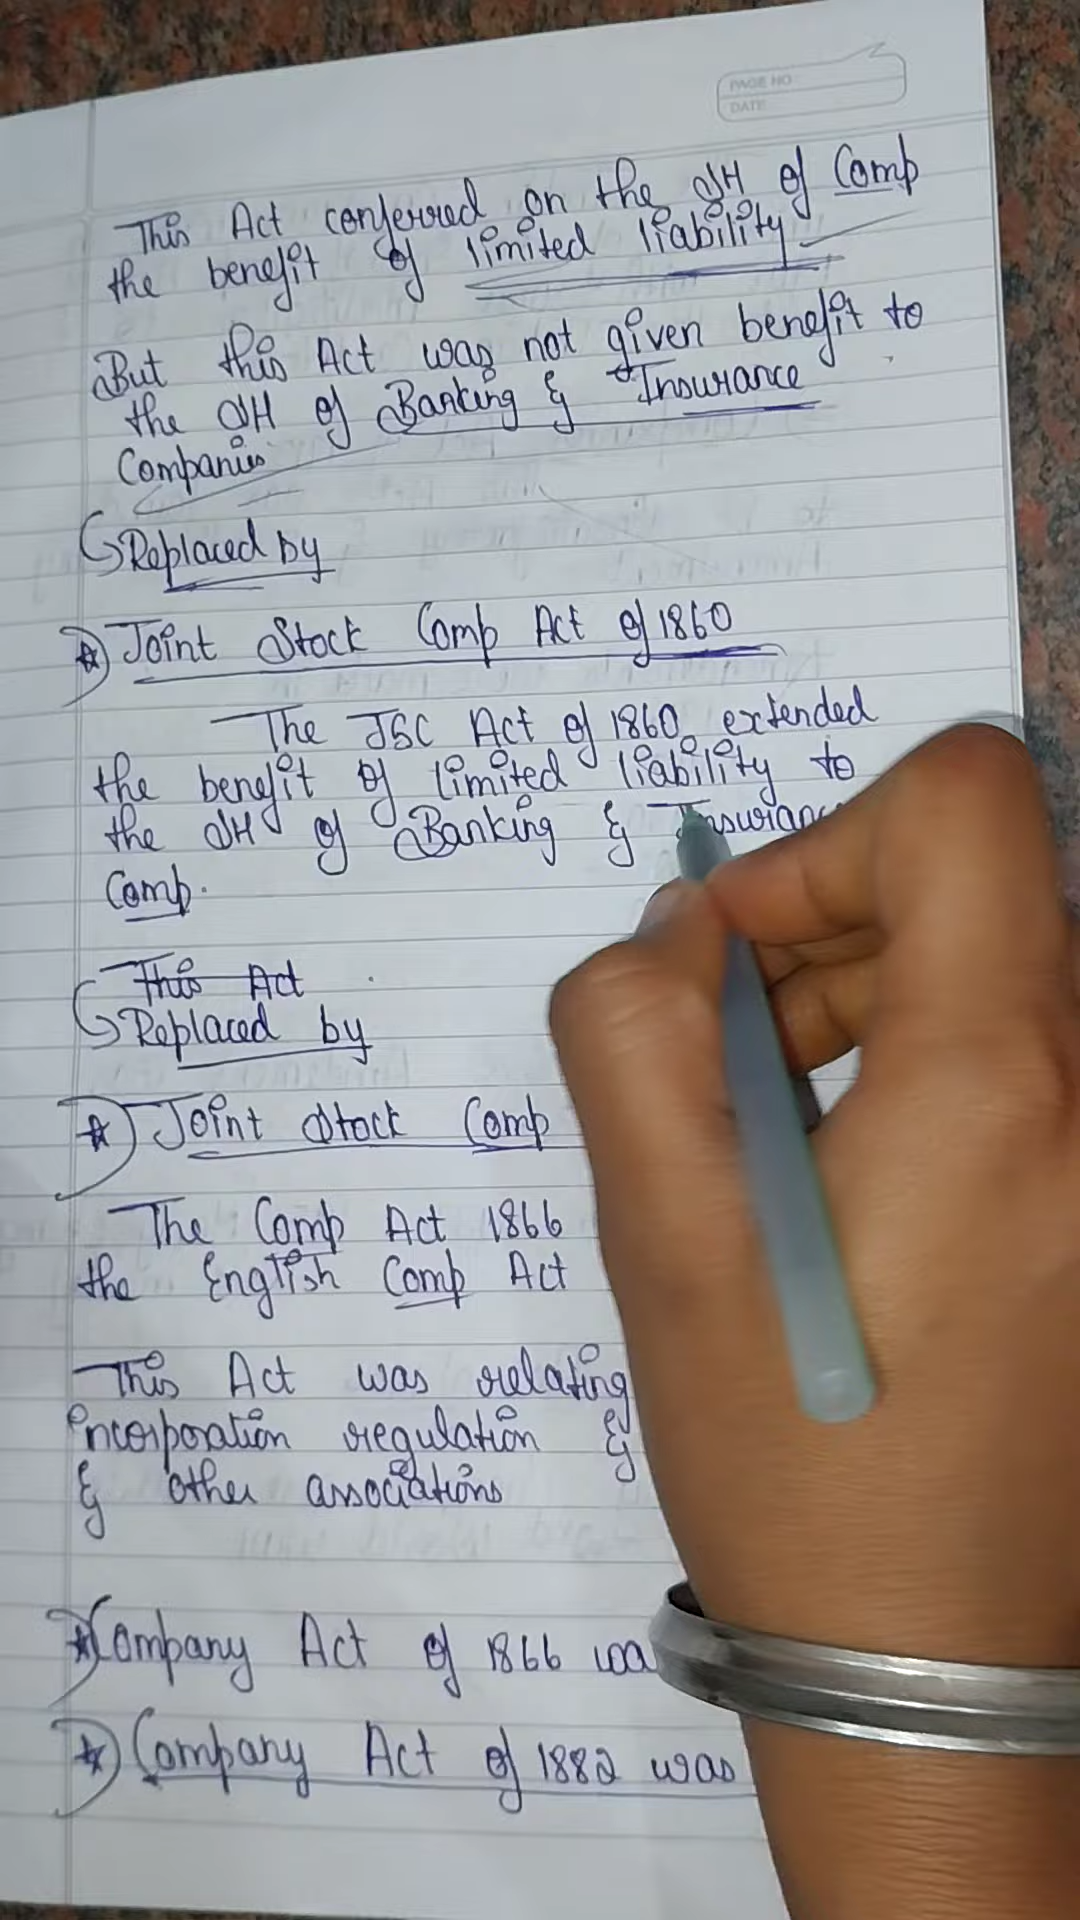 PAGE NO
DATE
This Act conferred on the SH of Comp
the benefit of limited liability
But this Act was not given benefit to
the SH of Banking & Insurance
Companies
Replaced by
Joint Stock Comp Act of 1860
The JSC Act of 1860 extended
the benefit of limited liability to
the SH of Banking & Insuranc
Comp.
This Act
Replaced by
Joint Stock Comp
The Comp Act 1866
the English Comp Act
This Act was relating
incorporation regulation &
& other associations
Company Act of 1866 wa
Company Act of 1882 was